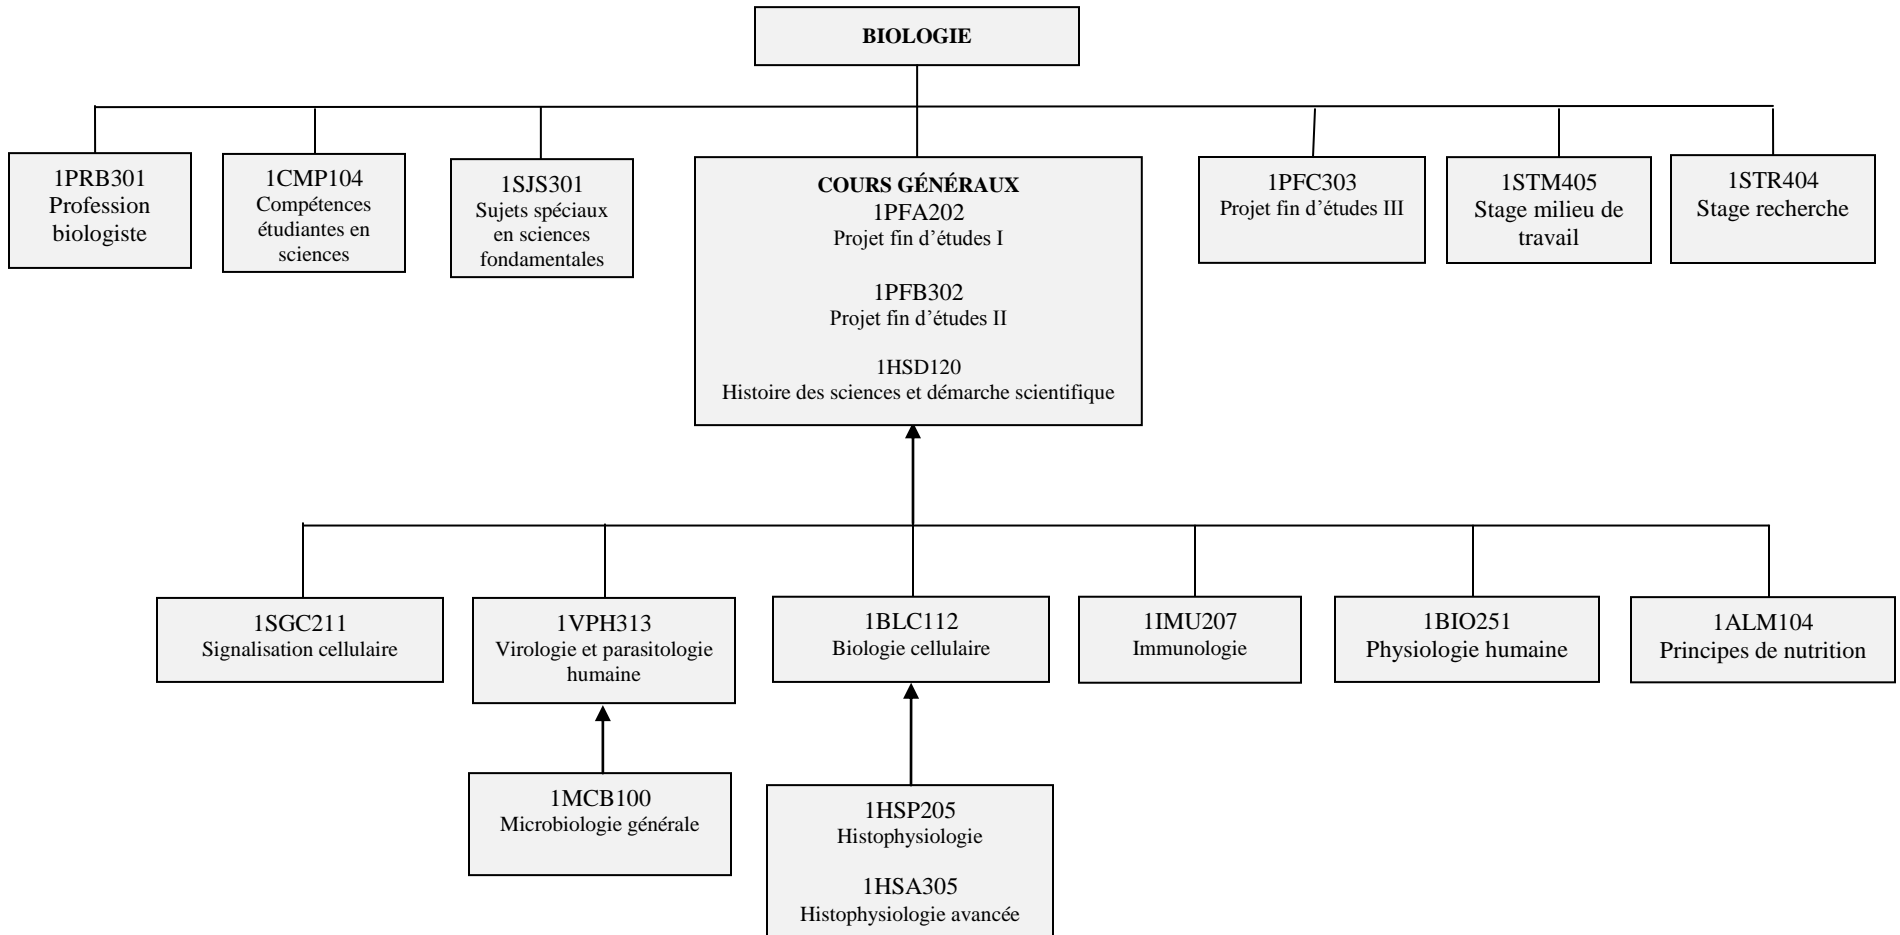 BIOLOGIE
1PRB301
Profession
biologiste
1CMP104
Compétences
étudiantes en
sciences
1SJS301
Sujets spéciaux
en sciences
fondamentales
COURS GÉNÉRAUX
1PFA202
Projet fin d'études I
1PFB302
Projet fin d'études II
1HSD120
Histoire des sciences et démarche scientifique
1PFC303
Projet fin d'études III
1STM405
Stage milieu de
travail
1STR404
Stage recherche
1SGC211
Signalisation cellulaire
1VPH313
Virologie et parasitologie
humaine
1BLC112
Biologie cellulaire
1IMU207
Immunologie
1BIO251
Physiologie humaine
1ALM104
Principes de nutrition
1MCB100
Microbiologie générale
1HSP205
Histophysiologie
1HSA305
Histophysiologie avancée